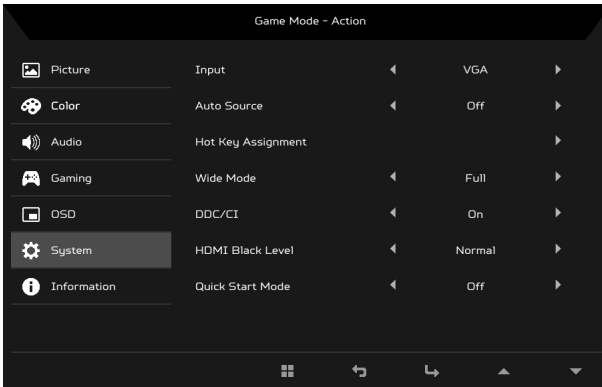 Game Mode - Action
Picture Input VGA
Color Auto Source Off
Audio Hot Key Assignment
Gaming Wide Mode Full
OSD DDC/CI On
System HDMI Black Level Normal
Information Quick Start Mode Off